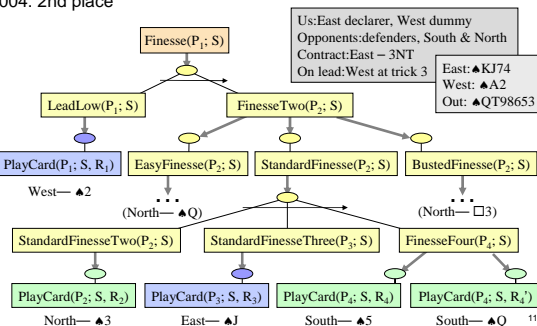 004: 2nd place
Us:East declarer, West dummy
Opponents:defenders, South & North
Contract:East – 3NT
On lead:West at trick 3
East:♠KJ74
West: ♠A2
Out: ♠QT98653
Finesse(P1; S)
LeadLow(P1; S)
FinesseTwo(P2; S)
PlayCard(P1; S, R1)
EasyFinesse(P2; S)
StandardFinesse(P2; S)
BustedFinesse(P2; S)
West— ♠2
...
...
(North— ♠Q)
(North— □3)
StandardFinesseTwo(P2; S)
StandardFinesseThree(P3; S)
FinesseFour(P4; S)
PlayCard(P2; S, R2)
PlayCard(P3; S, R3)
PlayCard(P4; S, R4)
PlayCard(P4; S, R4')
North— ♠3
East— ♠J
South— ♠5
South— ♠Q
11